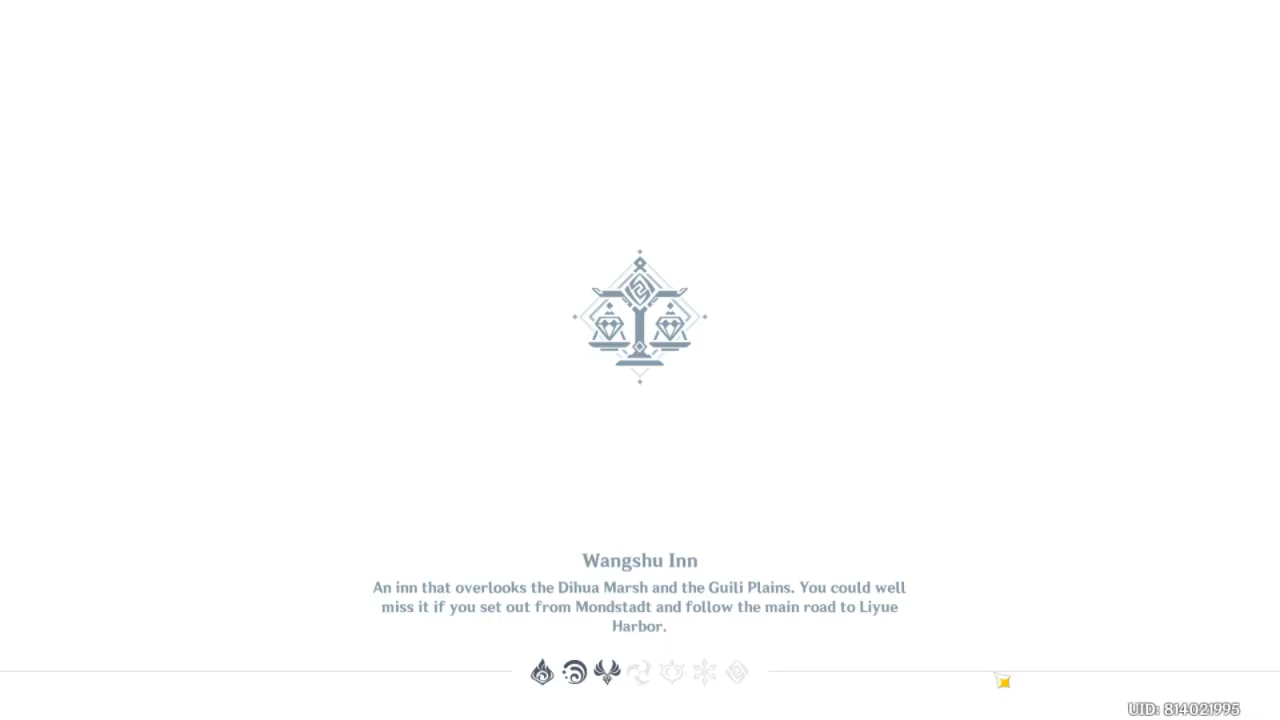 Wangshu Inn
An inn that overlooks the Dihua Marsh and the Guili Plains. You could well
miss it if you set out from Mondstadt and follow the main road to Liyue
Harbor.
UID: 814021995